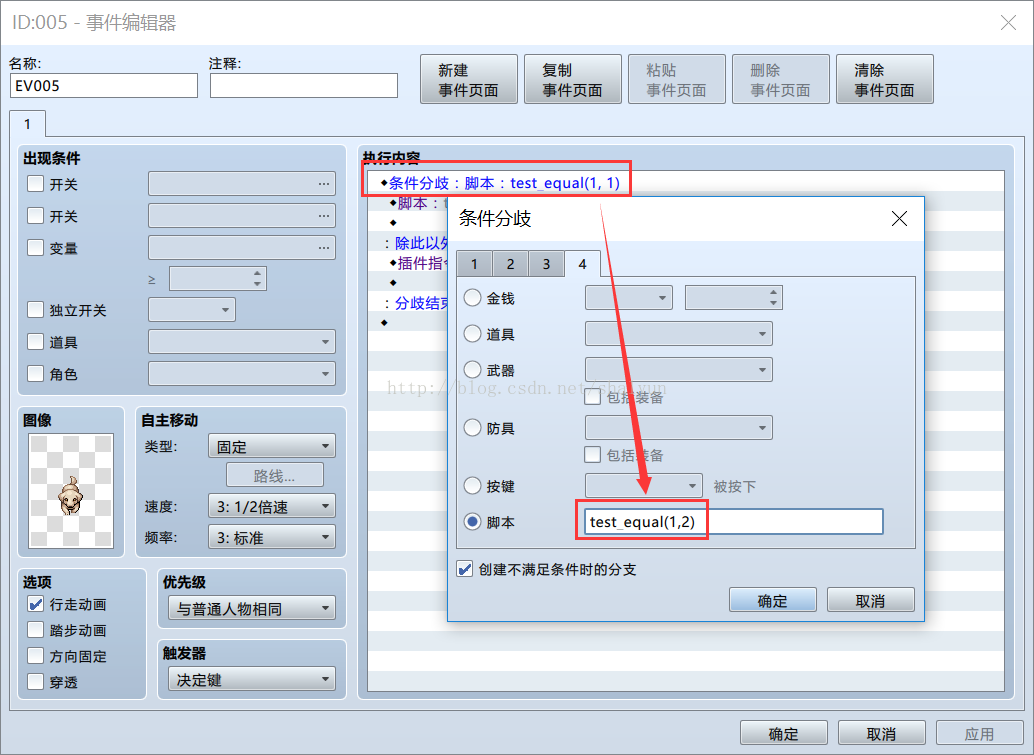 ID:005 - 事件编辑器
名称:
注释:
EV005
新建
事件页面
复制
事件页面
粘贴
事件页面
删除
事件页面
清除
事件页面
1
出现条件
开关
...
开关
...
变量
...
≥
独立开关
道具
角色
图像
自主移动
类型:
固定
路线...
速度:
3: 1/2倍速
频率:
3: 标准
选项
行走动画
踏步动画
方向固定
穿透
优先级
与普通人物相同
触发器
决定键
执行内容
◆条件分歧：脚本：test_equal(1, 1)
◆脚本：
◆
：除此以外
◆插件指令
◆
：分歧结束
◆
条件分歧
1 2 3 4
金钱
道具
武器
包括装备
防具
包括装备
按键
被按下
脚本
test_equal(1,2)
创建不满足条件时的分支
确定
取消
http://blog.csdn.net/
确定
取消
应用